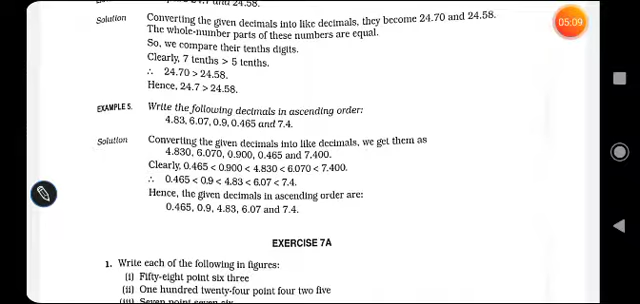 24.58.
05:09
Solution Converting the given decimals into like decimals, they become 24.70 and 24.58.
The whole-number parts of these numbers are equal.
So, we compare their tenths digits.
Clearly, 7 tenths > 5 tenths.
∴ 24.70 > 24.58.
Hence, 24.7 > 24.58.
EXAMPLE 5. Write the following decimals in ascending order:
4.83, 6.07, 0.9, 0.465 and 7.4.
Solution Converting the given decimals into like decimals, we get them as
4.830, 6.070, 0.900, 0.465 and 7.400.
Clearly, 0.465 < 0.900 < 4.830 < 6.070 < 7.400.
∴ 0.465 < 0.9 < 4.83 < 6.07 < 7.4.
Hence, the given decimals in ascending order are:
0.465, 0.9, 4.83, 6.07 and 7.4.
EXERCISE 7A
1. Write each of the following in figures:
(i) Fifty-eight point six three
(ii) One hundred twenty-four point four two five
(iii) Seven point seven six